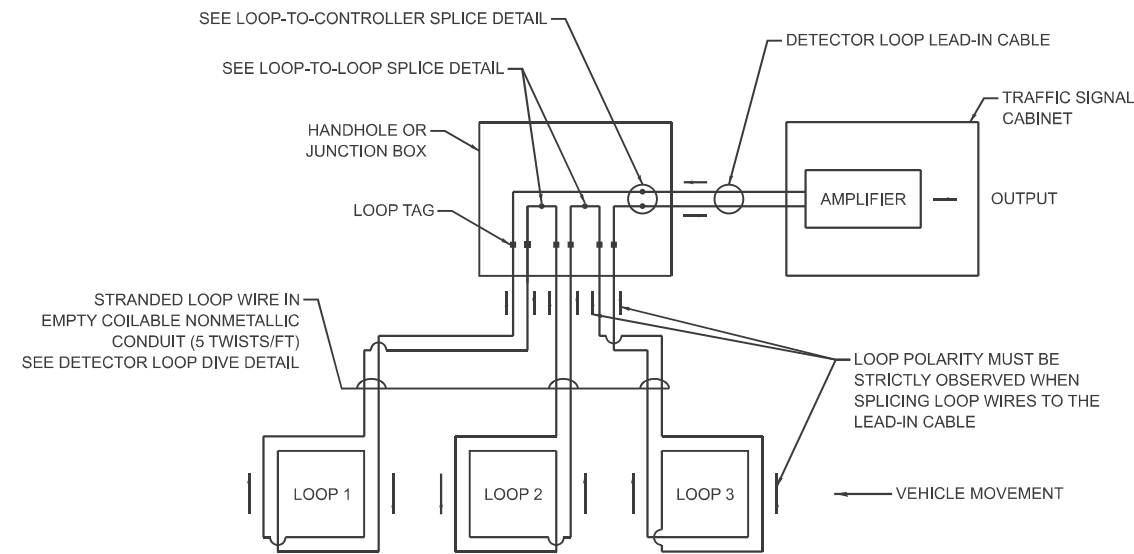 SEE LOOP-TO-CONTROLLER SPLICE DETAIL
DETECTOR LOOP LEAD-IN CABLE
SEE LOOP-TO-LOOP SPLICE DETAIL
TRAFFIC SIGNAL
CABINET
HANDHOLE OR
JUNCTION BOX
AMPLIFIER
OUTPUT
LOOP TAG
STRANDED LOOP WIRE IN
EMPTY COILABLE NONMETALLIC
CONDUIT (5 TWISTS/FT)
SEE DETECTOR LOOP DIVE DETAIL
LOOP POLARITY MUST BE
STRICTLY OBSERVED WHEN
SPLICING LOOP WIRES TO THE
LEAD-IN CABLE
LOOP 1
LOOP 2
LOOP 3
VEHICLE MOVEMENT